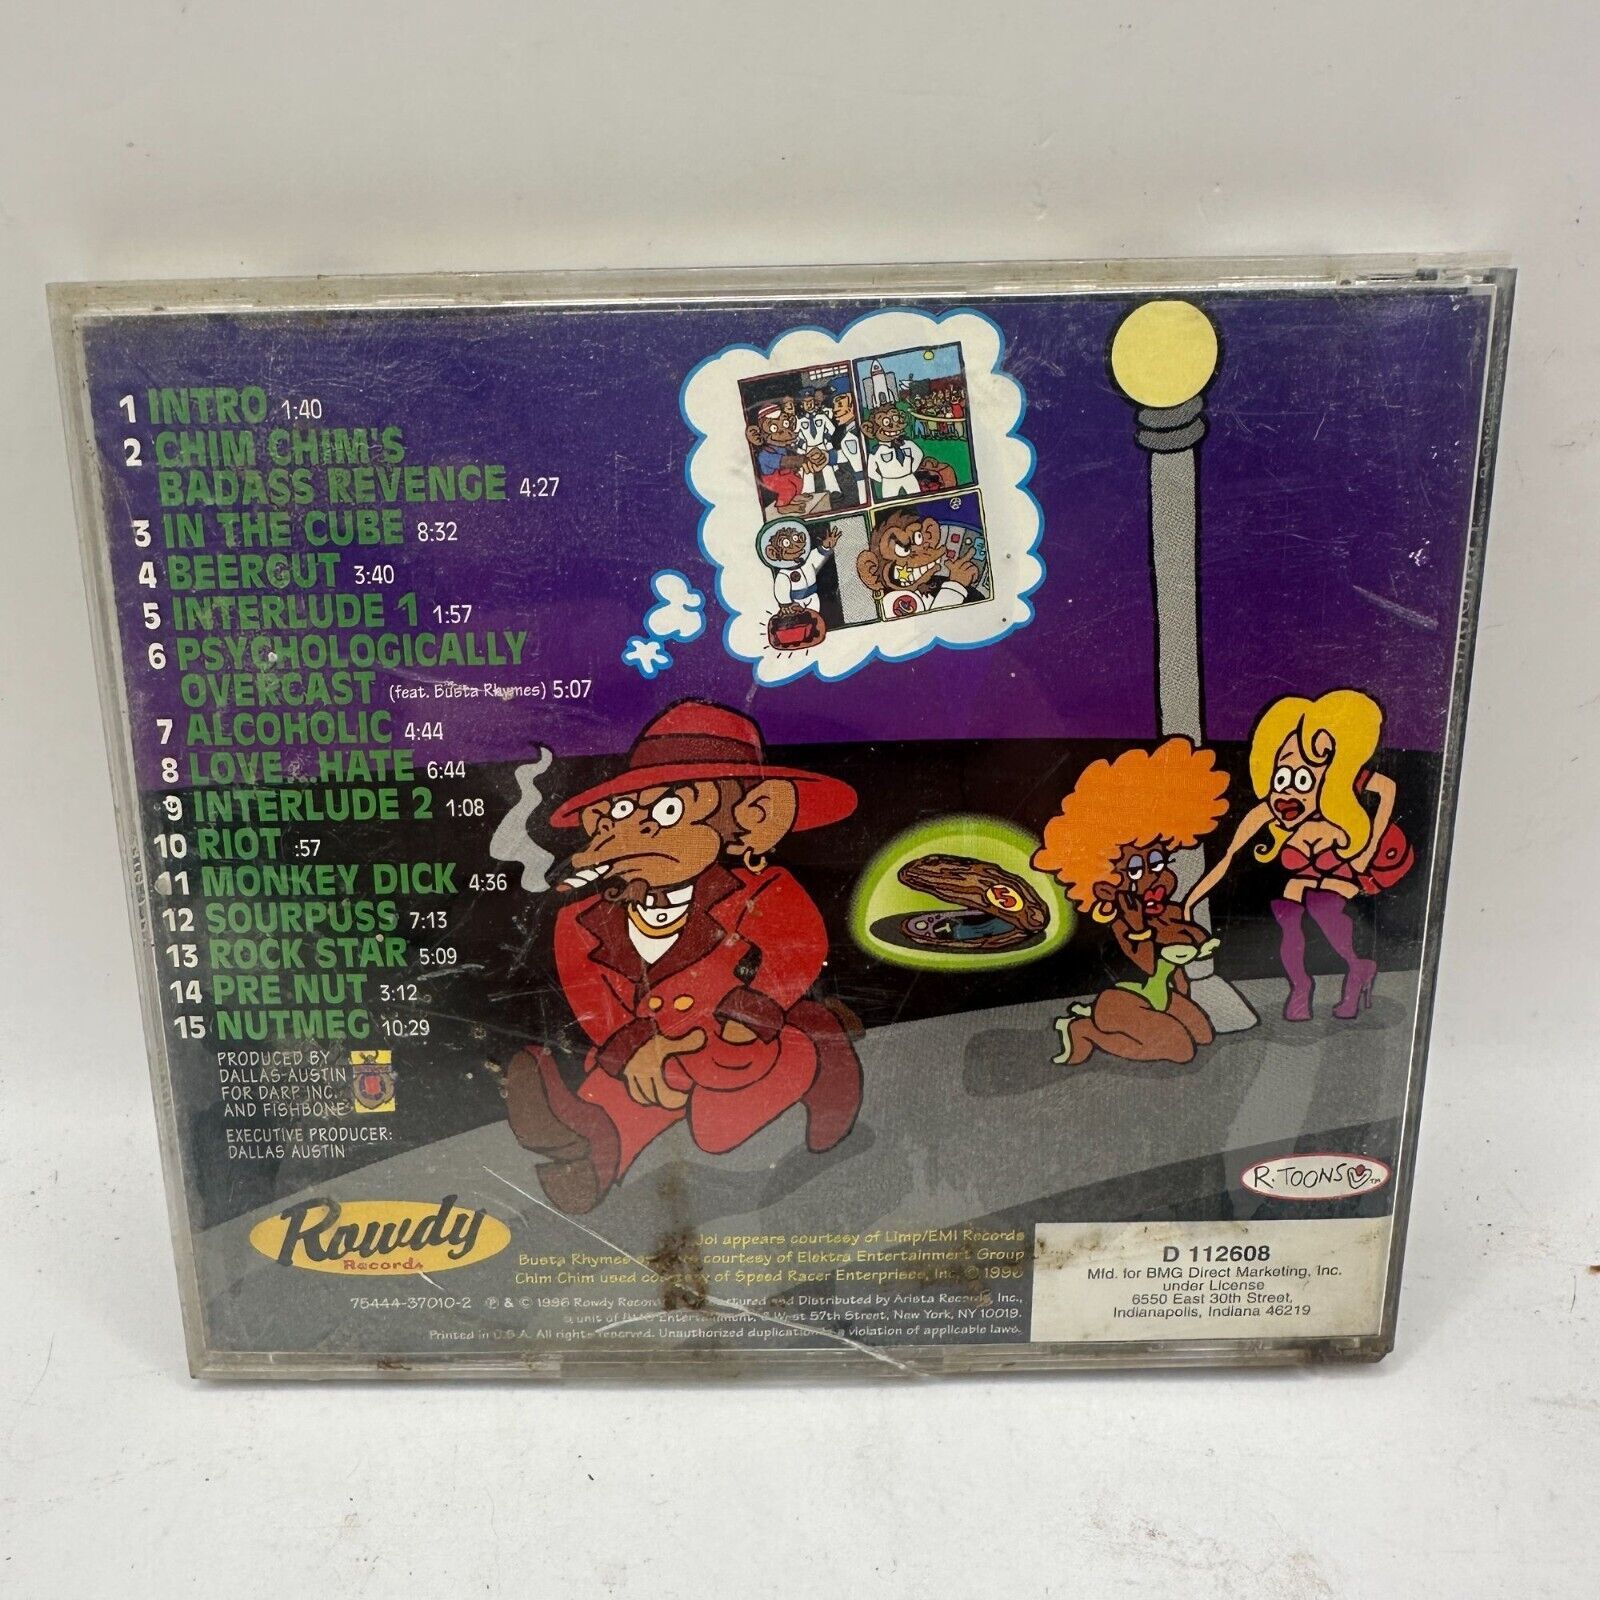 1 INTRO 1:40
2 CHIM CHIM'S
BADASS REVENGE 4:27
3 IN THE CUBE 8:32
4 BEERGUT 3:40
5 INTERLUDE 1 1:57
6 PSYCHOLOGICALLY
OVERCAST (feat. Busta Rhymes) 5:07
7 ALCOHOLIC 4:44
8 LOVE...HATE 6:44
9 INTERLUDE 2 1:08
10 RIOT :57
11 MONKEY DICK 4:36
12 SOURPUSS 7:13
13 ROCK STAR 5:09
14 PRE NUT 3:12
15 NUTMEG 10:29
PRODUCED BY
DALLAS AUSTIN
FOR DARP INC.
AND FISHBONE
EXECUTIVE PRODUCER:
DALLAS AUSTIN
5
R. TOONS TM
Rowdy
Records
Joi appears courtesy of Limp/EMI Records
Busta Rhymes courtesy of Elektra Entertainment Group
Chim Chim used courtesy of Speed Racer Enterprises, Inc. © 1996
75444-37010-2 ℗ & © 1996 Rowdy Records and Distributed by Arista Records, Inc.,
a unit of BMG Entertainment, 6 West 57th Street, New York, NY 10019.
Printed in U.S.A. All rights reserved. Unauthorized duplication is a violation of applicable laws.
D 112608
Mfd. for BMG Direct Marketing, Inc.
under License
6550 East 30th Street,
Indianapolis, Indiana 46219